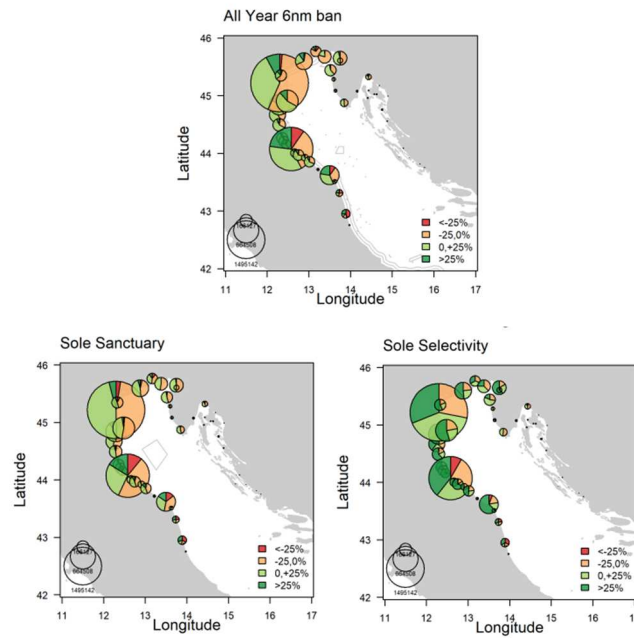 All Year 6nm ban
46
45
44
43
42
Latitude
<-25%
-25,0%
0,+25%
>25%
664508
1495142
11 12 13 14 15 16 17
Longitude
Sole Sanctuary
46
45
44
43
42
Latitude
<-25%
-25,0%
0,+25%
>25%
664508
1495142
11 12 13 14 15 16 17
Longitude
Sole Selectivity
46
45
44
43
42
Latitude
<-25%
-25,0%
0,+25%
>25%
664508
1495142
11 12 13 14 15 16 17
Longitude